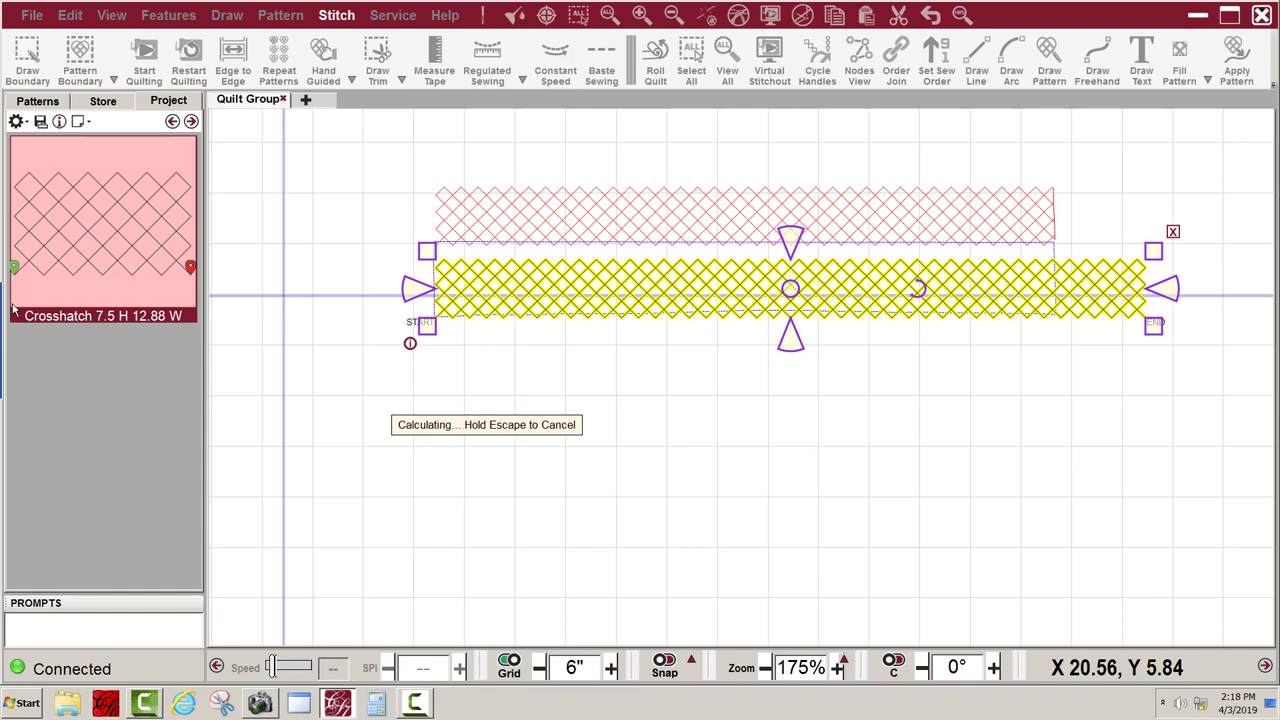 File Edit View Features Draw Pattern Stitch Service Help
Draw Boundary
Pattern Boundary
Start Quilting
Restart Quilting
Edge to Edge
Repeat Patterns
Hand Guided
Draw Trim
Measure Tape
Regulated Sewing
Constant Speed
Baste Sewing
Roll Quilt
Select All
View All
Virtual Stitchout
Cycle Handles
Nodes View
Order Join
Set Sew Order
Draw Line
Draw Arc
Draw Pattern
Draw Freehand
Draw Text
Fill Pattern
Apply Pattern
Patterns Store Project
Quilt Group
Crosshatch 7.5 H 12.88 W
X
START
END
Calculating... Hold Escape to Cancel
PROMPTS
Connected
Speed --
SPI --
Grid 6"
Snap
Zoom 175%
C 0°
X 20.56, Y 5.84
Start
2:18 PM
4/3/2019